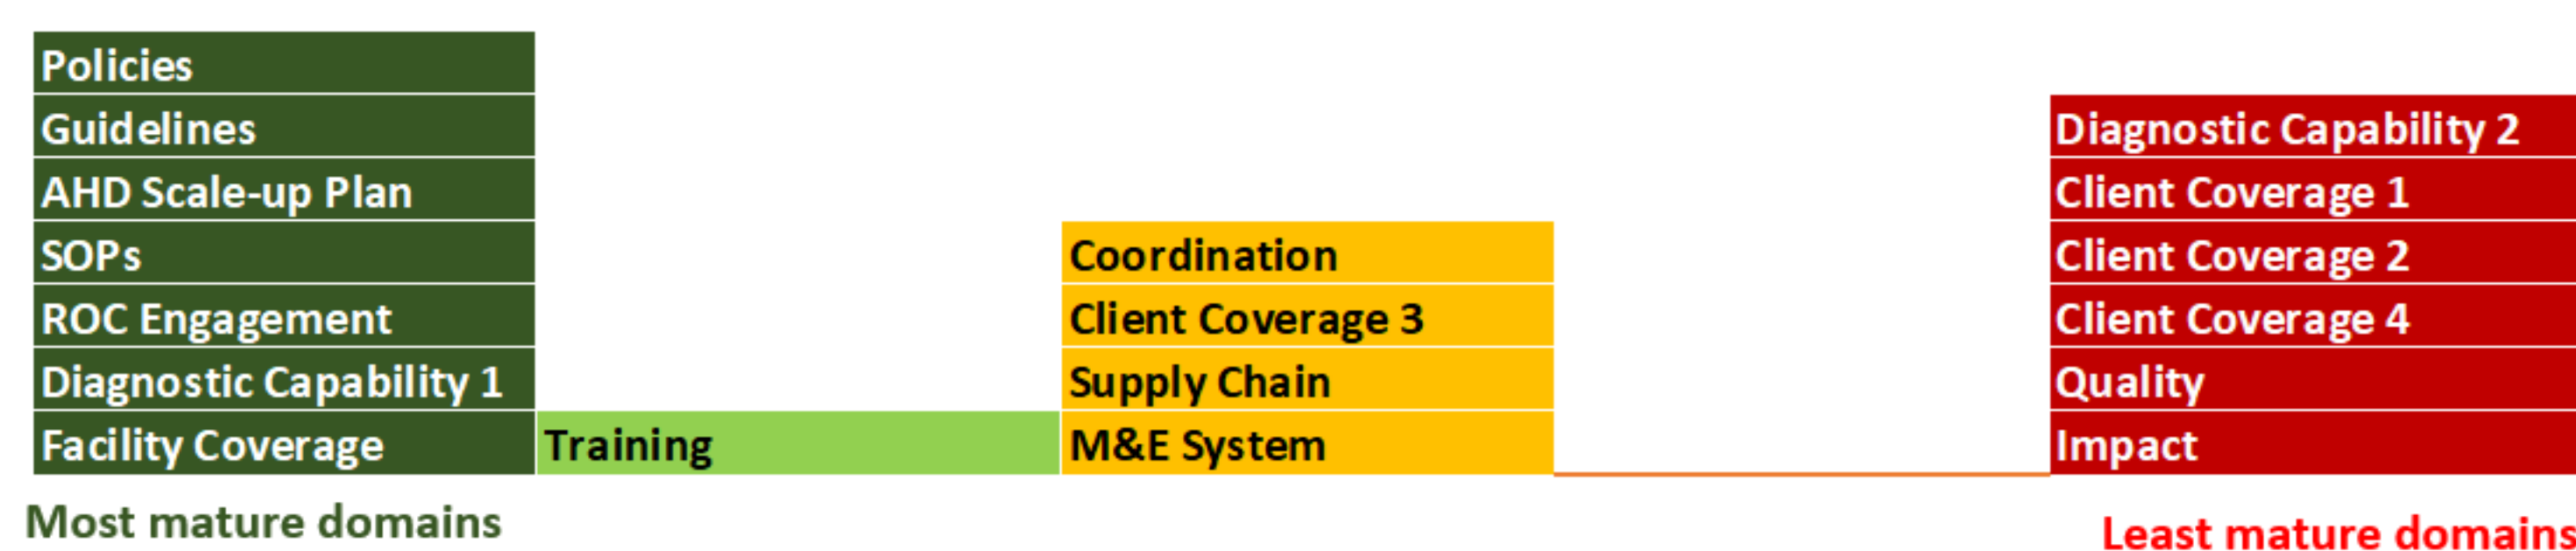 Policies
Guidelines
AHD Scale-up Plan
SOPs
ROC Engagement
Diagnostic Capability 1
Facility Coverage
Training
Coordination
Client Coverage 3
Supply Chain
M&E System
Diagnostic Capability 2
Client Coverage 1
Client Coverage 2
Client Coverage 4
Quality
Impact
Most mature domains
Least mature domains